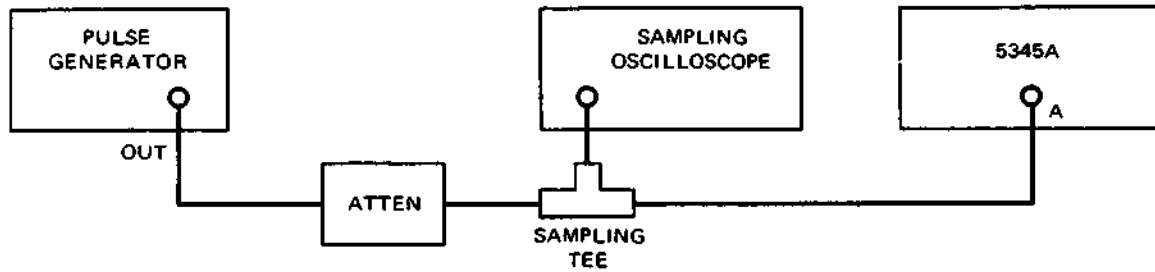 PULSE
GENERATOR
OUT
ATTEN
SAMPLING
OSCILLOSCOPE
SAMPLING
TEE
5345A
A